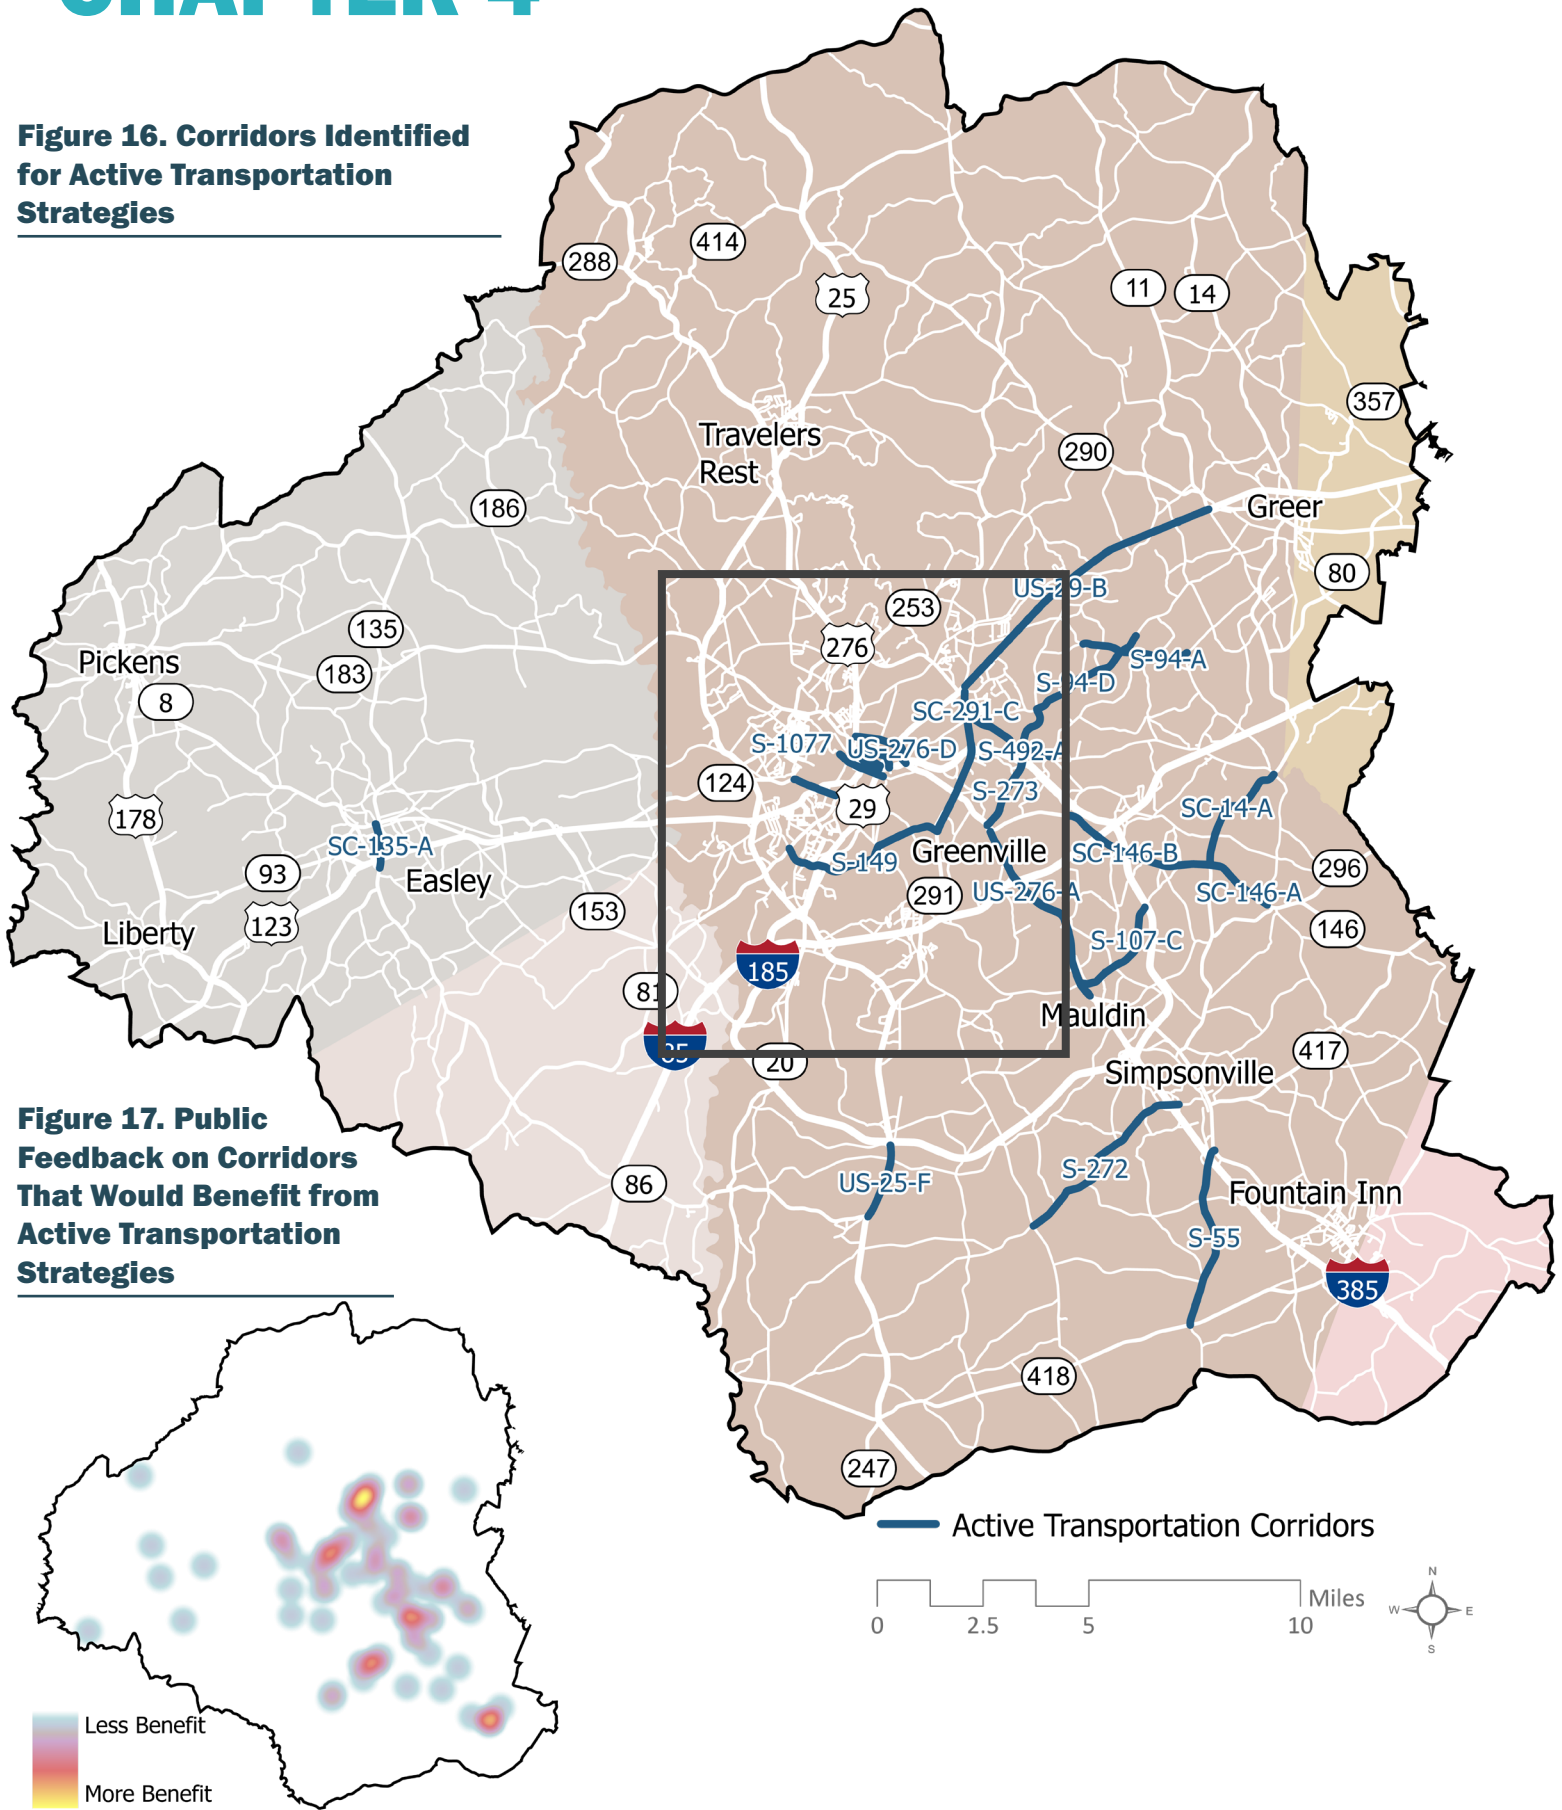 CHAPTER 4
Figure 16. Corridors Identified
for Active Transportation
Strategies
414
288
25
11
14
357
Travelers
Rest
290
186
Greer
80
US-29-B
253
135
276
Pickens
183
S-94-A
8
S-94-D
SC-291-C
S-1077
US-276-D
S-492-A
124
S-273
178
29
SC-14-A
SC-135-A
Greenville
SC-146-B
S-149
296
93
Easley
291
US-276-A
SC-146-A
153
123
Liberty
146
S-107-C
185
81
Mauldin
85
20
417
Simpsonville
Figure 17. Public
Feedback on Corridors
That Would Benefit from
Active Transportation
Strategies
S-272
86
US-25-F
Fountain Inn
S-55
385
418
247
Active Transportation Corridors
Miles
0
2.5
5
10
N
W
E
S
Less Benefit
More Benefit